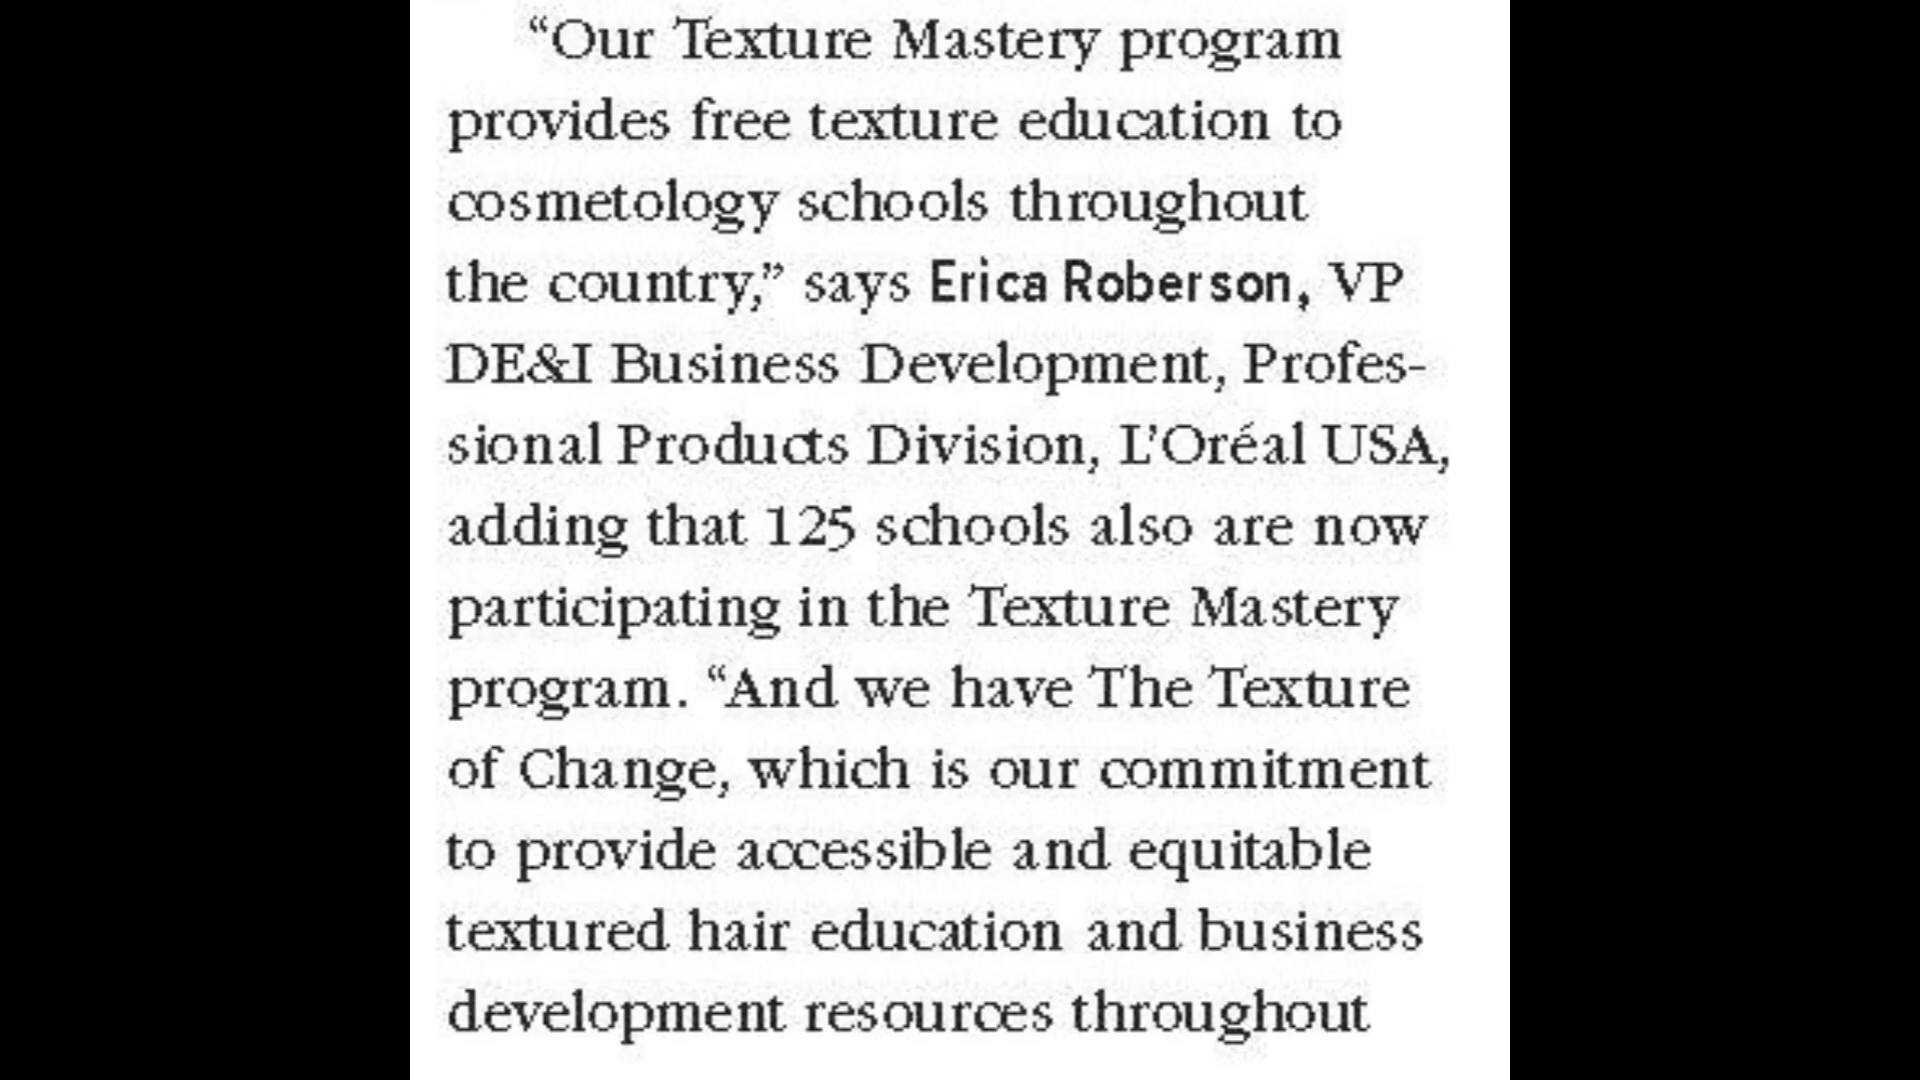 “Our Texture Mastery program
provides free texture education to
cosmetology schools throughout
the country,” says Erica Roberson, VP
DE&I Business Development, Profes-
sional Products Division, L’Oréal USA,
adding that 125 schools also are now
participating in the Texture Mastery
program. “And we have The Texture
of Change, which is our commitment
to provide accessible and equitable
textured hair education and business
development resources throughout